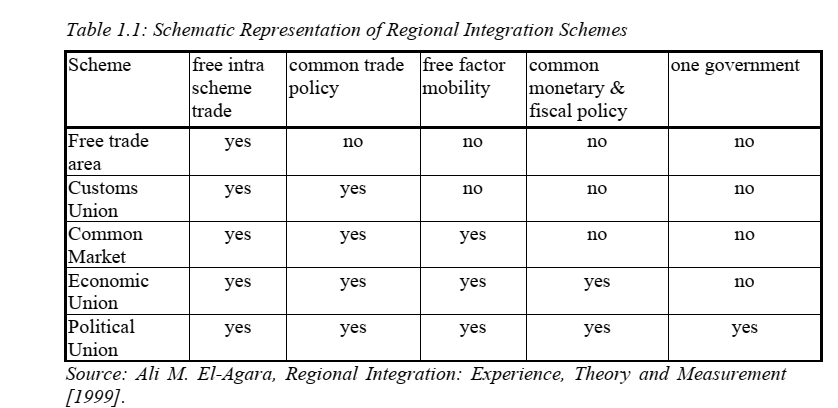 Table 1.1: Schematic Representation of Regional Integration Schemes
Scheme free intra scheme trade common trade policy free factor mobility common monetary & fiscal policy one government
Free trade area yes no no no no
Customs Union yes yes no no no
Common Market yes yes yes no no
Economic Union yes yes yes yes no
Political Union yes yes yes yes yes
Source: Ali M. El-Agara, Regional Integration: Experience, Theory and Measurement
[1999].